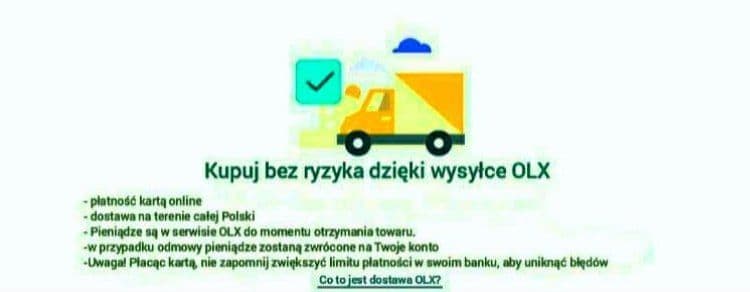 Kupuj bez ryzyka dzięki wysyłce OLX
- płatność kartą online
- dostawa na terenie całej Polski
- Pieniądze są w serwisie OLX do momentu otrzymania towaru.
-w przypadku odmowy pieniądze zostaną zwrócone na Twoje konto
-Uwaga! Placąc kartą, nie zapomnij zwiększyć limitu płatności w swoim banku, aby uniknąć błędów
Co to jest dostawa OLX?